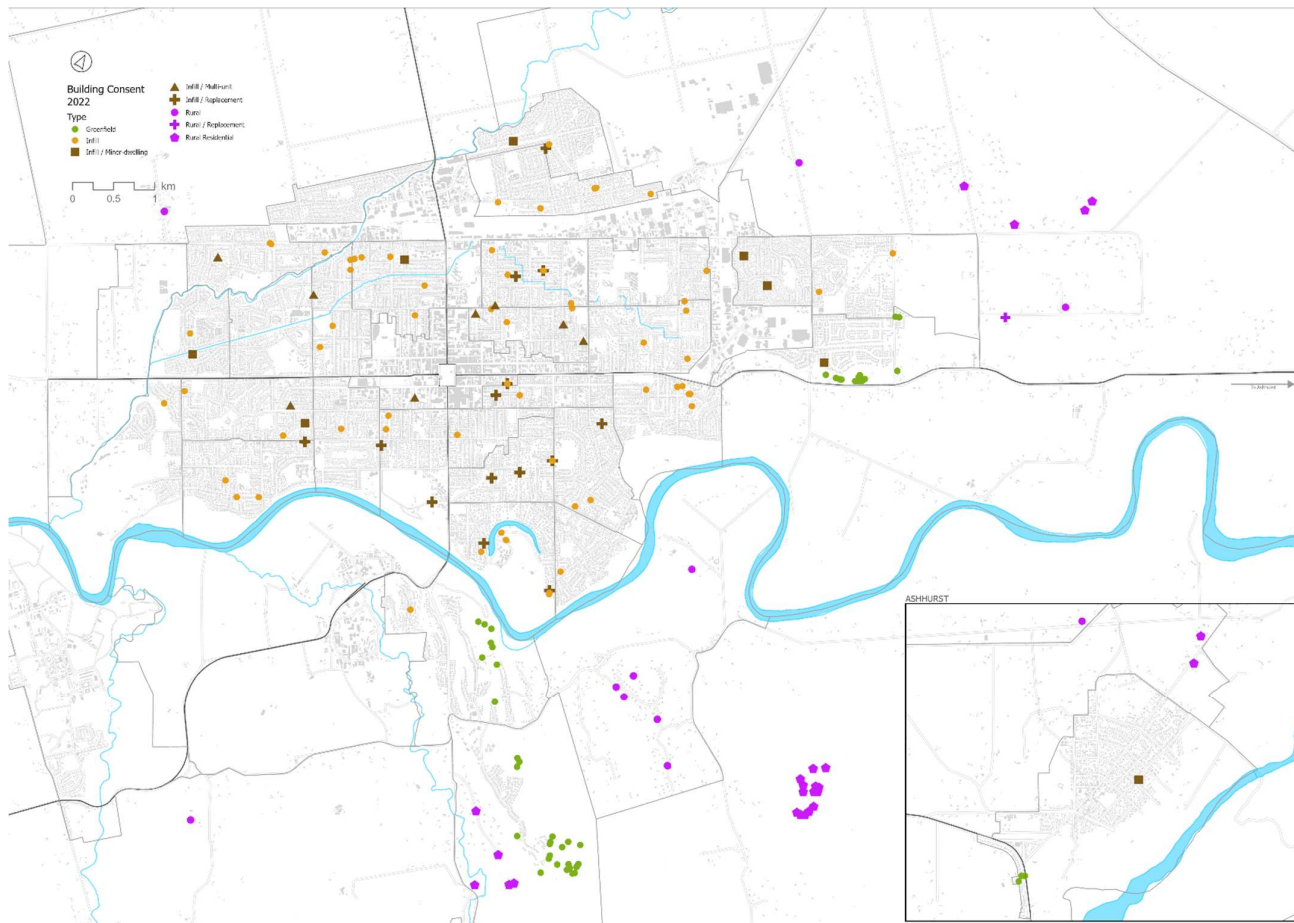 Building Consent
2022
Type
Greenfield
Infill
Infill / Minor-dwelling
Infill / Multi-unit
Infill / Replacement
Rural
Rural / Replacement
Rural Residential
km
0 0.5 1
To Ashhurst
ASHHURST